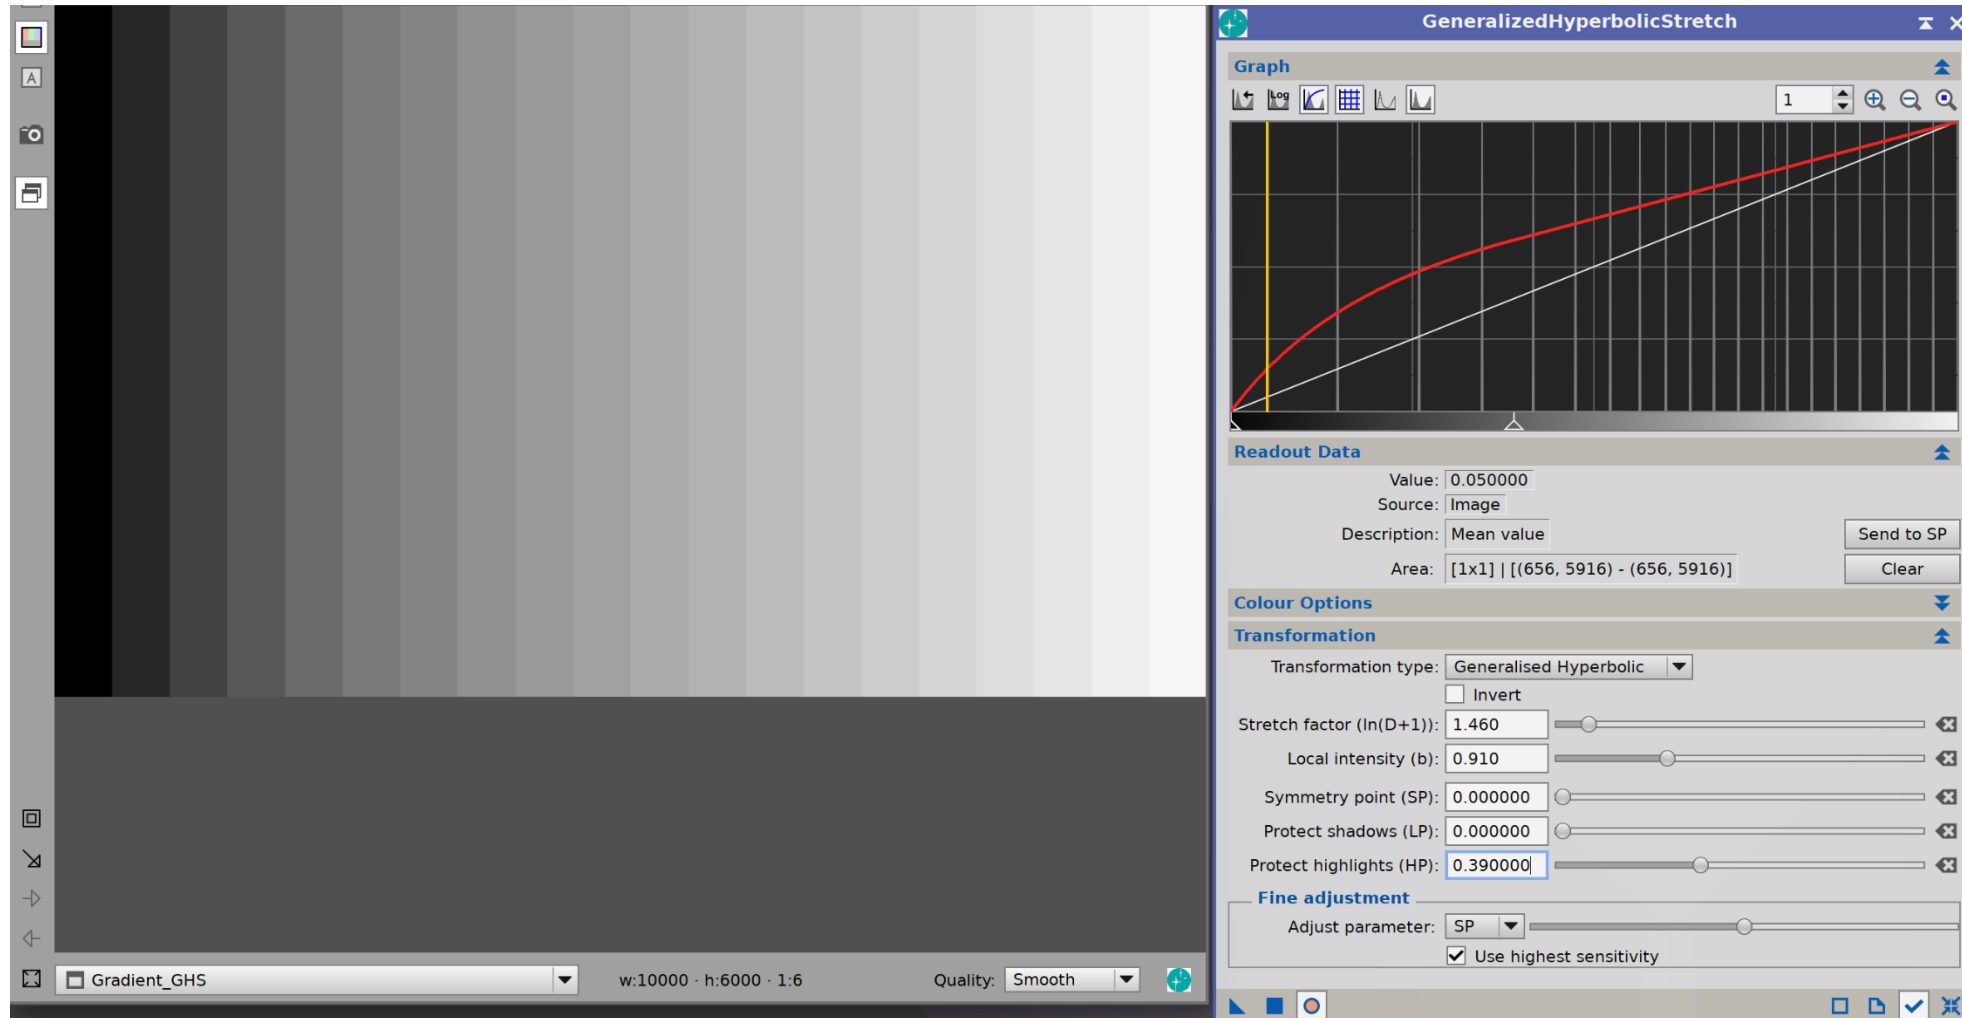 GeneralizedHyperbolicStretch
Graph
Log
1
Readout Data
Value: 0.050000
Source: Image
Description: Mean value
Send to SP
Area: [1x1] | [(656, 5916) - (656, 5916)]
Clear
Colour Options
Transformation
Transformation type: Generalised Hyperbolic
Invert
Stretch factor (ln(D+1)): 1.460
Local intensity (b): 0.910
Symmetry point (SP): 0.000000
Protect shadows (LP): 0.000000
Protect highlights (HP): 0.390000
Fine adjustment
Adjust parameter: SP
Use highest sensitivity
A
Gradient_GHS
w:10000 · h:6000 · 1:6
Quality: Smooth